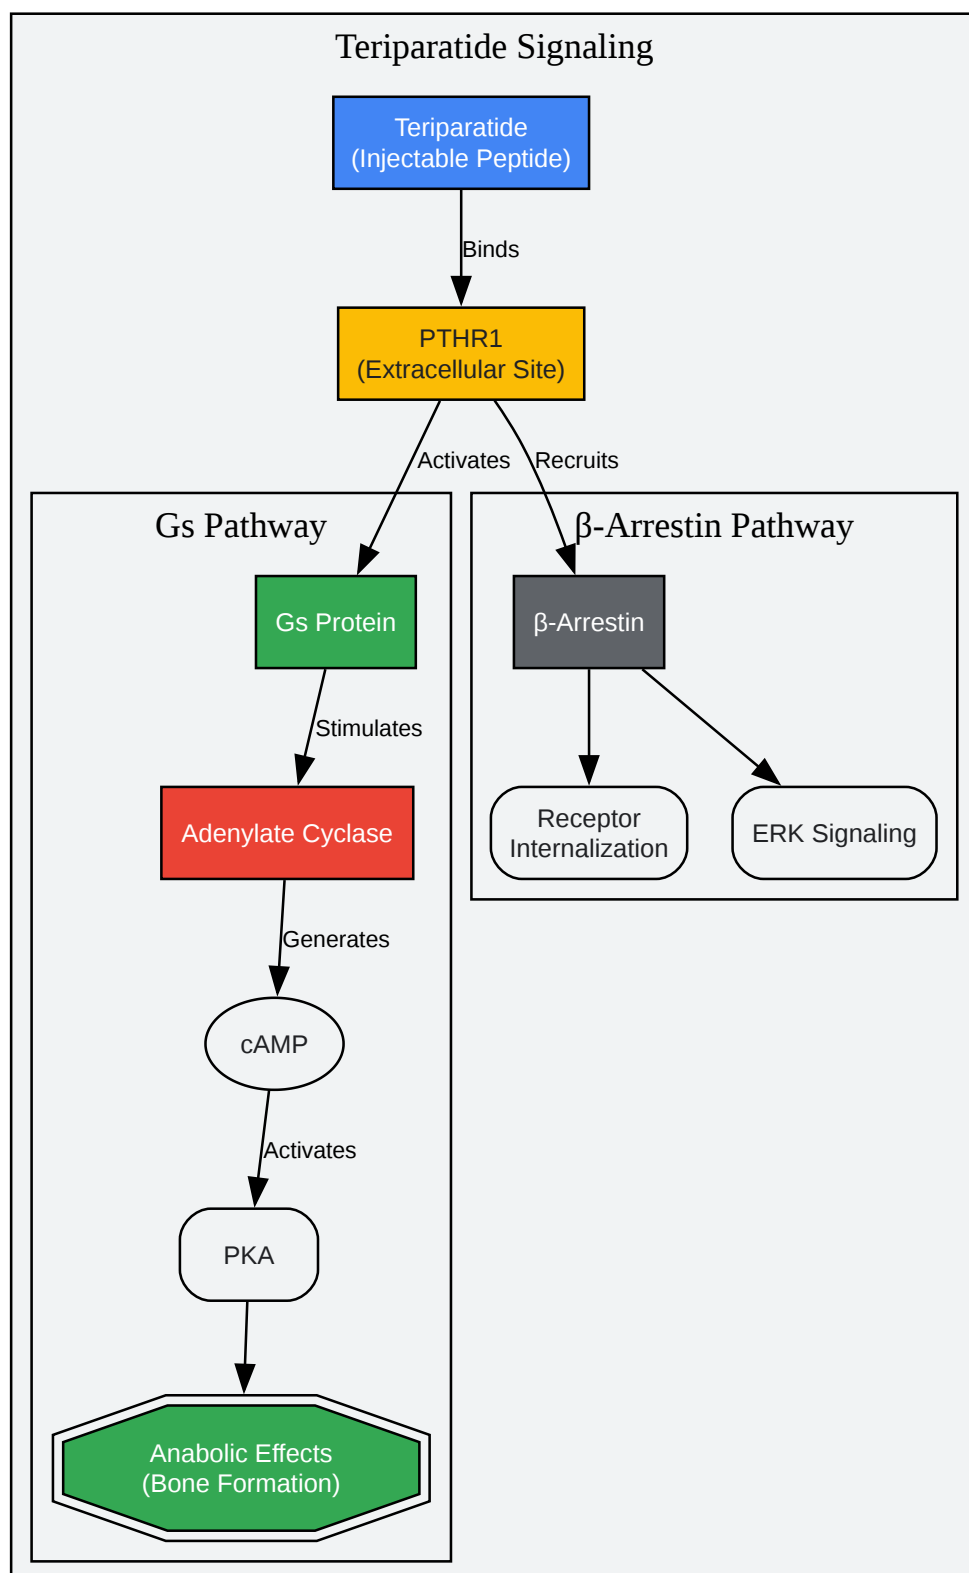 Teriparatide Signaling
Teriparatide
(Injectable Peptide)
Binds
PTHR1
(Extracellular Site)
Activates
Recruits
Gs Pathway
β-Arrestin Pathway
Gs Protein
β-Arrestin
Stimulates
Adenylate Cyclase
Receptor
Internalization
ERK Signaling
Generates
cAMP
Activates
PKA
Anabolic Effects
(Bone Formation)